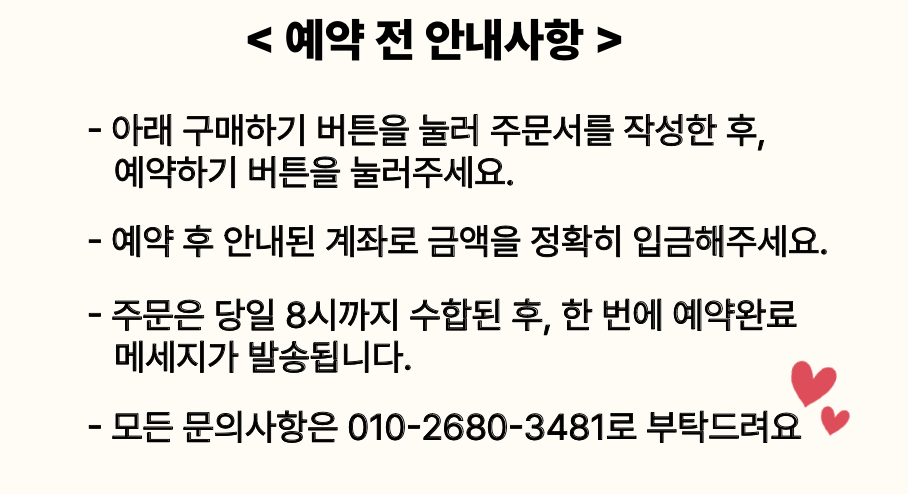 < 예약 전 안내사항 >
- 아래 구매하기 버튼을 눌러 주문서를 작성한 후,
예약하기 버튼을 눌러주세요.
- 예약 후 안내된 계좌로 금액을 정확히 입금해주세요.
- 주문은 당일 8시까지 수합된 후, 한 번에 예약완료
메세지가 발송됩니다.
- 모든 문의사항은 010-2680-3481로 부탁드려요